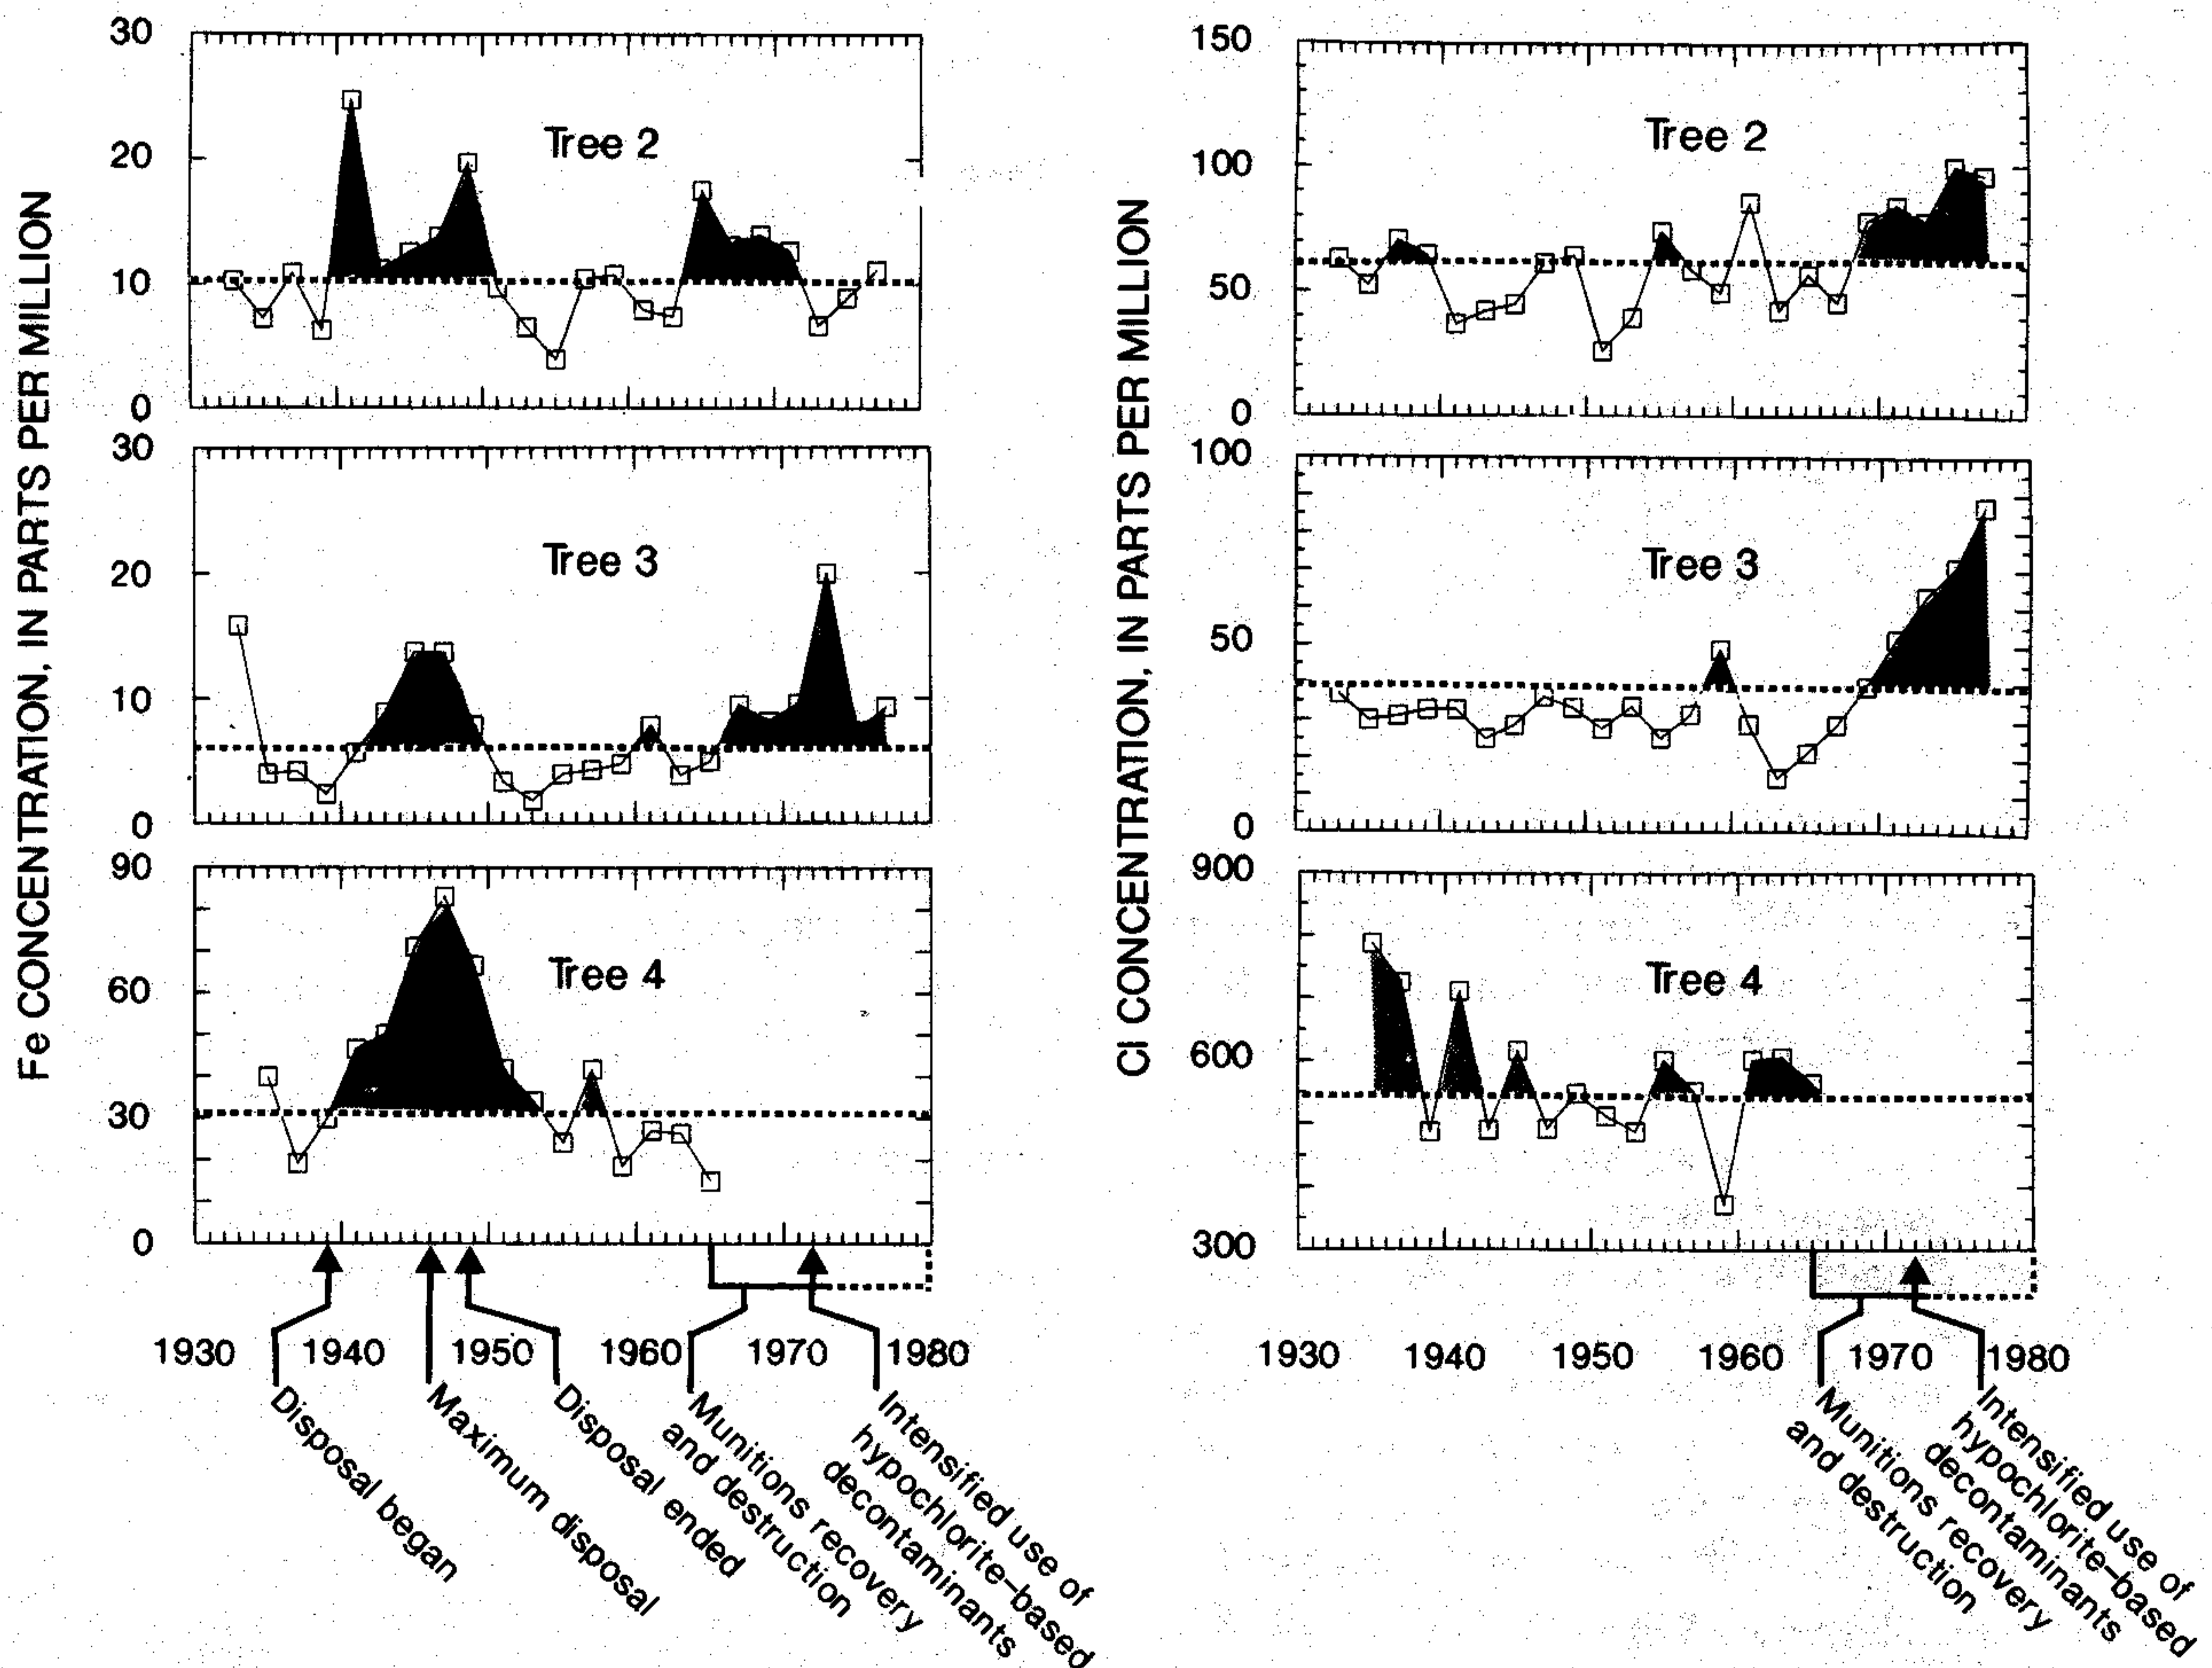 Fe CONCENTRATION, IN PARTS PER MILLION
30
20
10
0
Tree 2
30
20
10
0
Tree 3
90
60
30
0
Tree 4
1930 1940 1950 1960 1970 1980
Disposal began
Maximum disposal
Disposal ended
Munitions recovery
and destruction
Intensified use of
hypochlorite-based
decontaminants
Cl CONCENTRATION, IN PARTS PER MILLION
150
100
50
0
Tree 2
100
50
0
Tree 3
900
600
300
Tree 4
1930 1940 1950 1960 1970 1980
Munitions recovery
and destruction
Intensified use of
hypochlorite-based
decontaminants